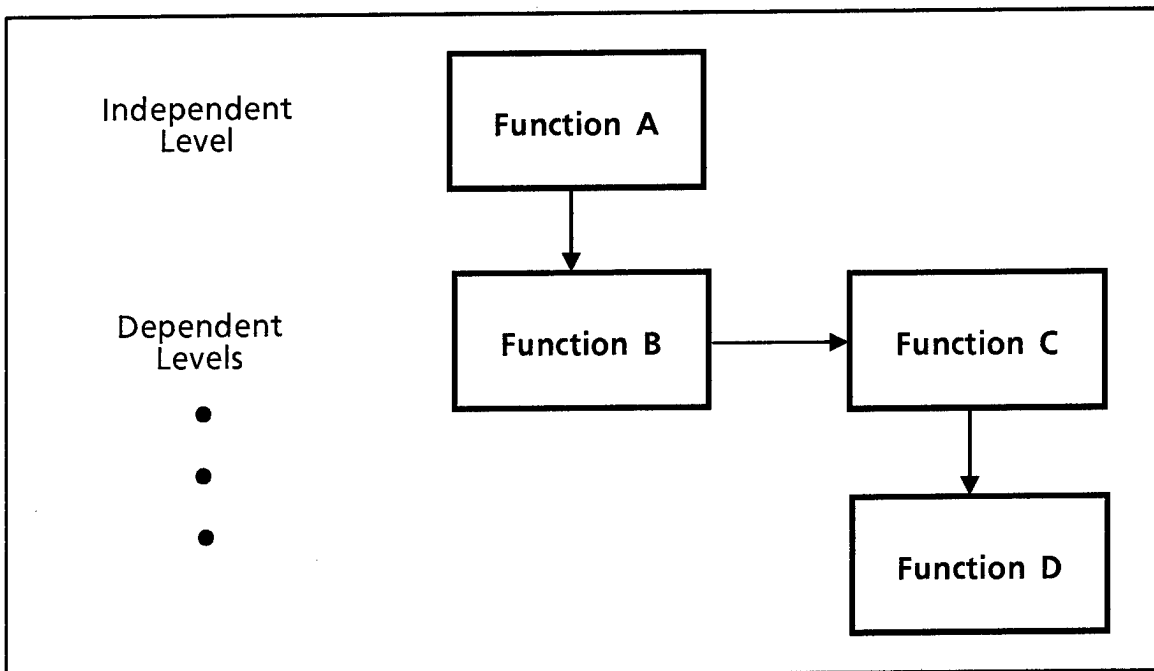 Independent
Level
Function A
Dependent
Levels
Function B
Function C
Function D